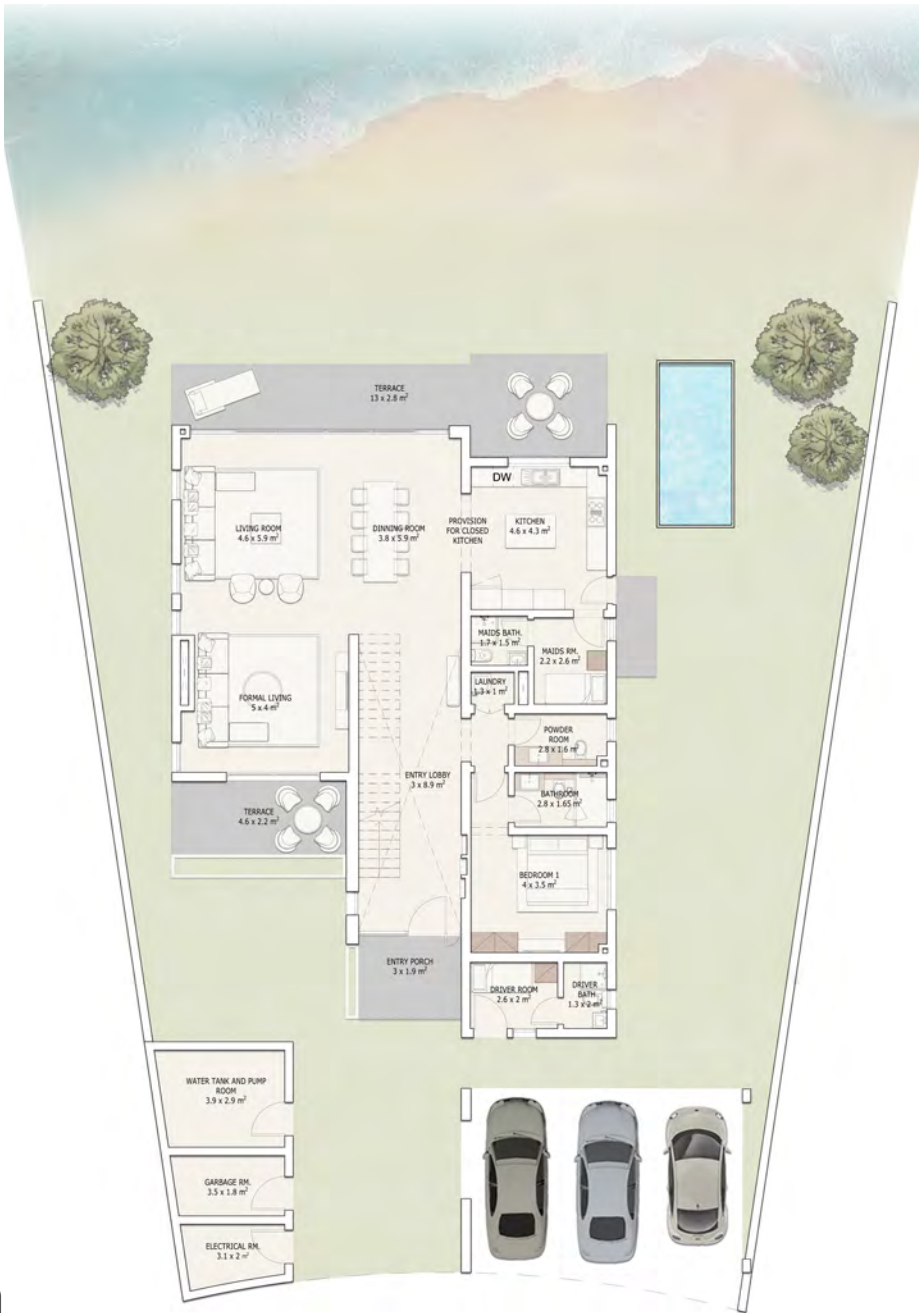 TERRACE
13 x 2.8 m²
DW
LIVING ROOM
4.6 x 5.9 m²
DINNING ROOM
3.8 x 5.9 m²
PROVISION
FOR CLOSED
KITCHEN
KITCHEN
4.6 x 4.3 m²
MAIDS BATH.
1.7 x 1.5 m²
MAIDS RM.
2.2 x 2.6 m²
LAUNDRY
1.3 x 1 m²
FORMAL LIVING
5 x 4 m²
POWDER
ROOM
2.8 x 1.6 m²
ENTRY LOBBY
3 x 8.9 m²
BATHROOM
2.8 x 1.65 m²
TERRACE
4.6 x 2.2 m²
BEDROOM 1
4 x 3.5 m²
ENTRY PORCH
3 x 1.9 m²
DRIVER ROOM
2.6 x 2 m²
DRIVER
BATH
1.3 x 2 m²
WATER TANK AND PUMP
ROOM
3.9 x 2.9 m²
GARBAGE RM.
3.5 x 1.8 m²
ELECTRICAL RM.
3.1 x 2 m²